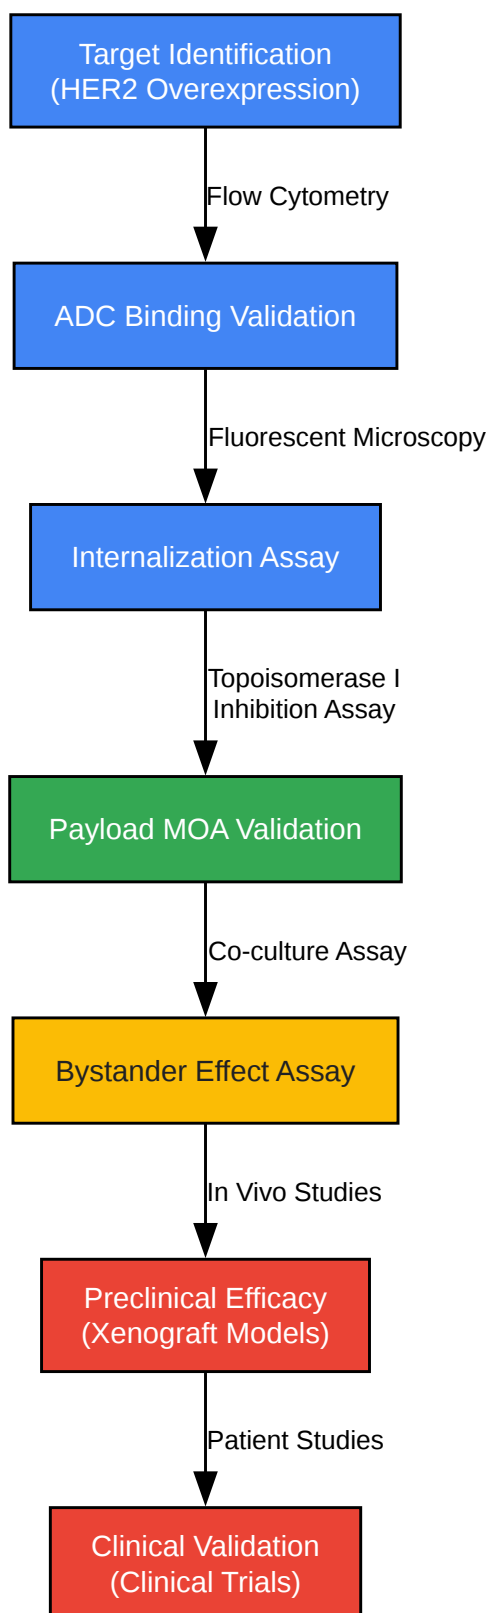 Target Identification
(HER2 Overexpression)
Flow Cytometry
ADC Binding Validation
Fluorescent Microscopy
Internalization Assay
Topoisomerase I
Inhibition Assay
Payload MOA Validation
Co-culture Assay
Bystander Effect Assay
In Vivo Studies
Preclinical Efficacy
(Xenograft Models)
Patient Studies
Clinical Validation
(Clinical Trials)